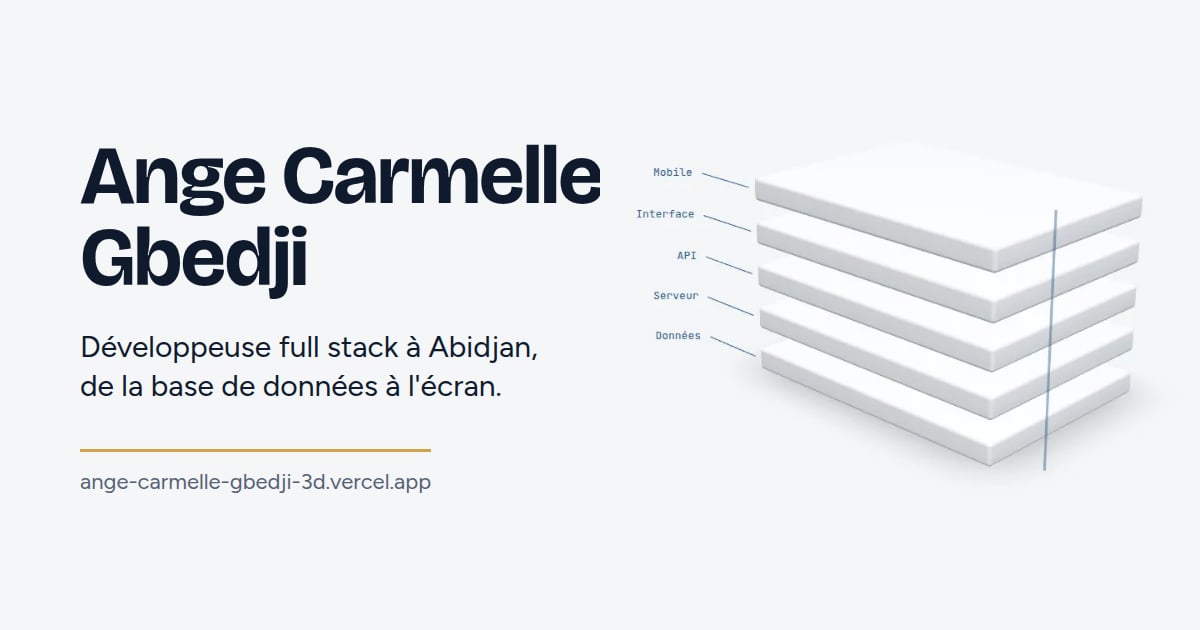 Ange Carmelle
Gbedji
Développeuse full stack à Abidjan,
de la base de données à l'écran.
ange-carmelle-gbedji-3d.vercel.app
Mobile
Interface
API
Serveur
Données